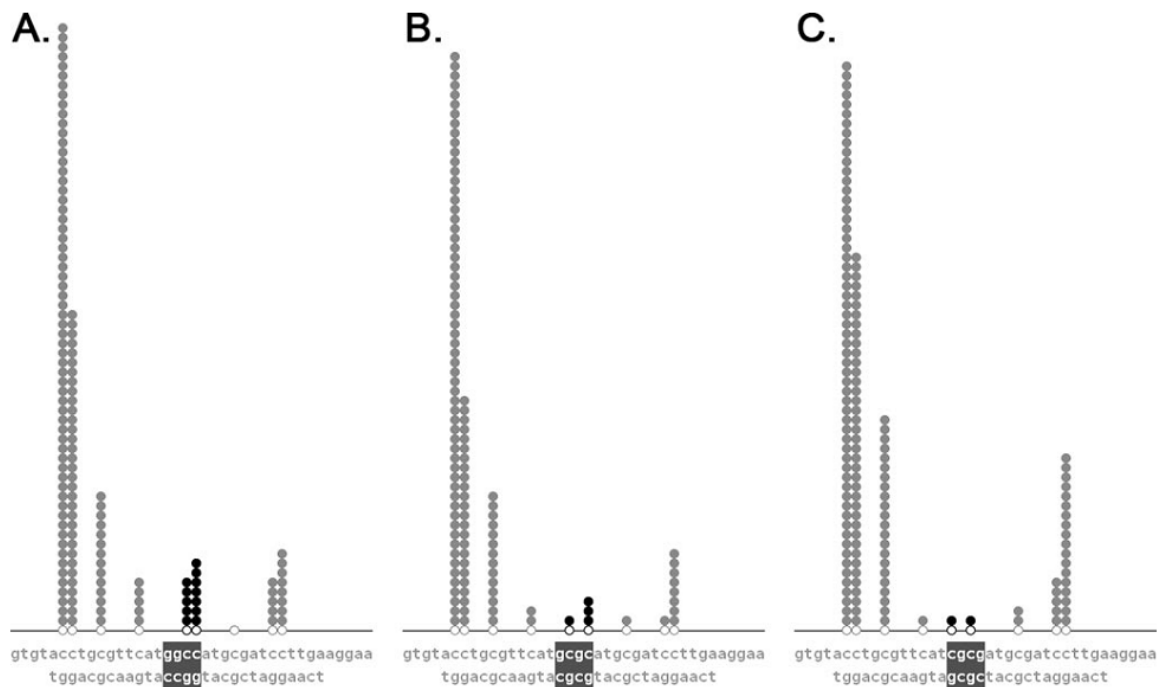 A.
B.
C.
gtgtacctgcgttcatggccatgcgatccttgaaggaa
gtgtacctgcgttcatgcgcatgcgatccttgaaggaa
gtgtacctgcgttcatcgcgatgcgatccttgaaggaa
tggacgcaagtaccggtacgctaggaact
tggacgcaagtacgcgtacgctaggaact
tggacgcaagtagcgctacgctaggaact